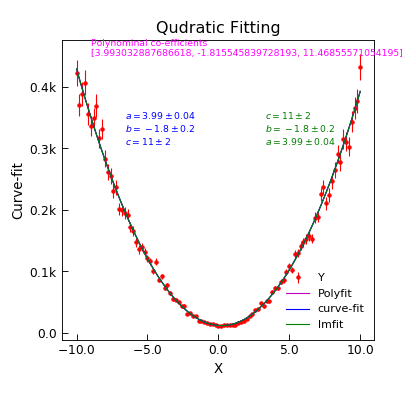 Qudratic Fitting
Polynominal co-efficients
[3.993032887686618, -1.815545839728193, 11.46855571054195]
a = 3.99 ± 0.04
b = −1.8 ± 0.2
c = 11 ± 2
c = 11 ± 2
b = −1.8 ± 0.2
a = 3.99 ± 0.04
0.4k
0.3k
0.2k
0.1k
0.0
Curve-fit
Y
Polyfit
curve-fit
lmfit
−10.0 −5.0 0.0 5.0 10.0
X